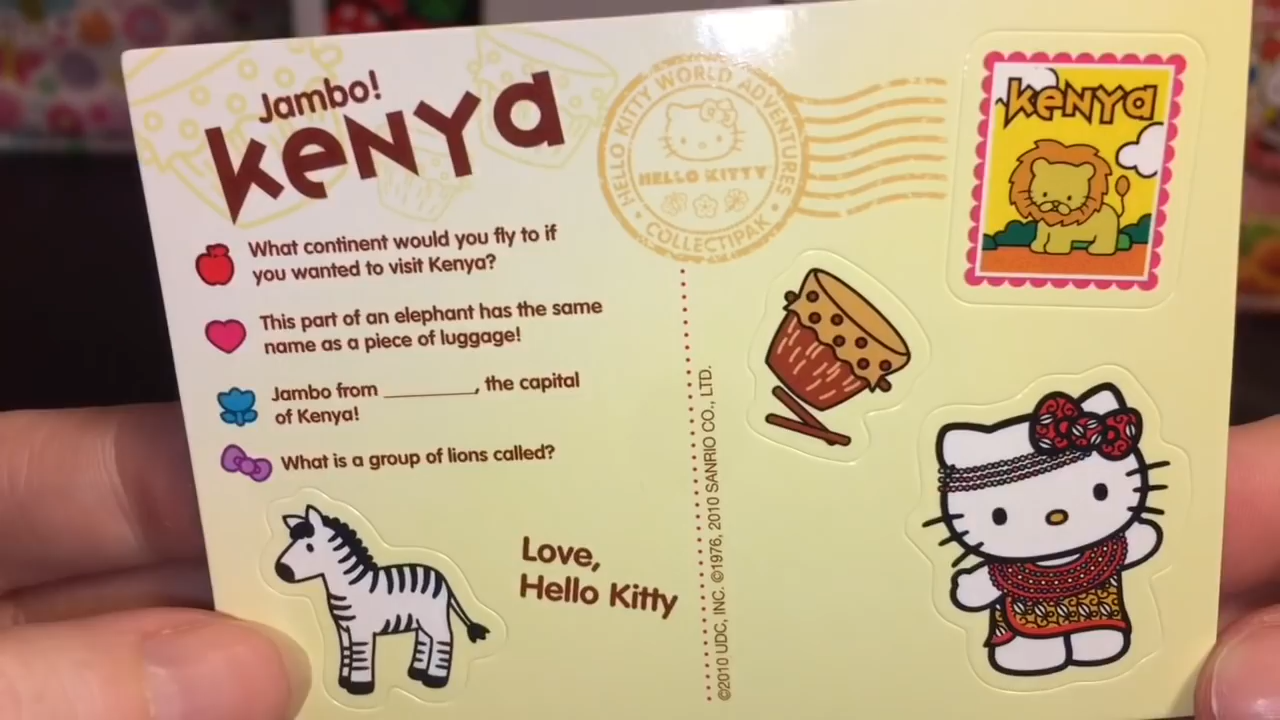 Jambo!
Kenya
What continent would you fly to if
you wanted to visit Kenya?
This part of an elephant has the same
name as a piece of luggage!
Jambo from ________, the capital
of Kenya!
What is a group of lions called?
Love,
Hello Kitty
HELLO KITTY WORLD ADVENTURES
HELLO KITTY
COLLECTIPAK
©2010 UDC, INC. ©1976, 2010 SANRIO CO., LTD.
Kenya